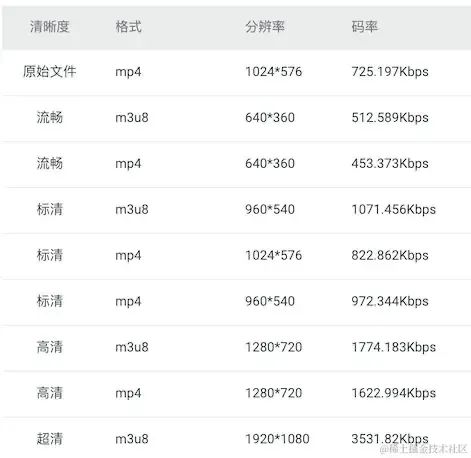 清晰度 格式 分辨率 码率
原始文件 mp4 1024*576 725.197Kbps
流畅 m3u8 640*360 512.589Kbps
流畅 mp4 640*360 453.373Kbps
标清 m3u8 960*540 1071.456Kbps
标清 mp4 1024*576 822.862Kbps
标清 mp4 960*540 972.344Kbps
高清 m3u8 1280*720 1774.183Kbps
高清 mp4 1280*720 1622.994Kbps
超清 m3u8 1920*1080 3531.82Kbps
@稀土掘金技术社区